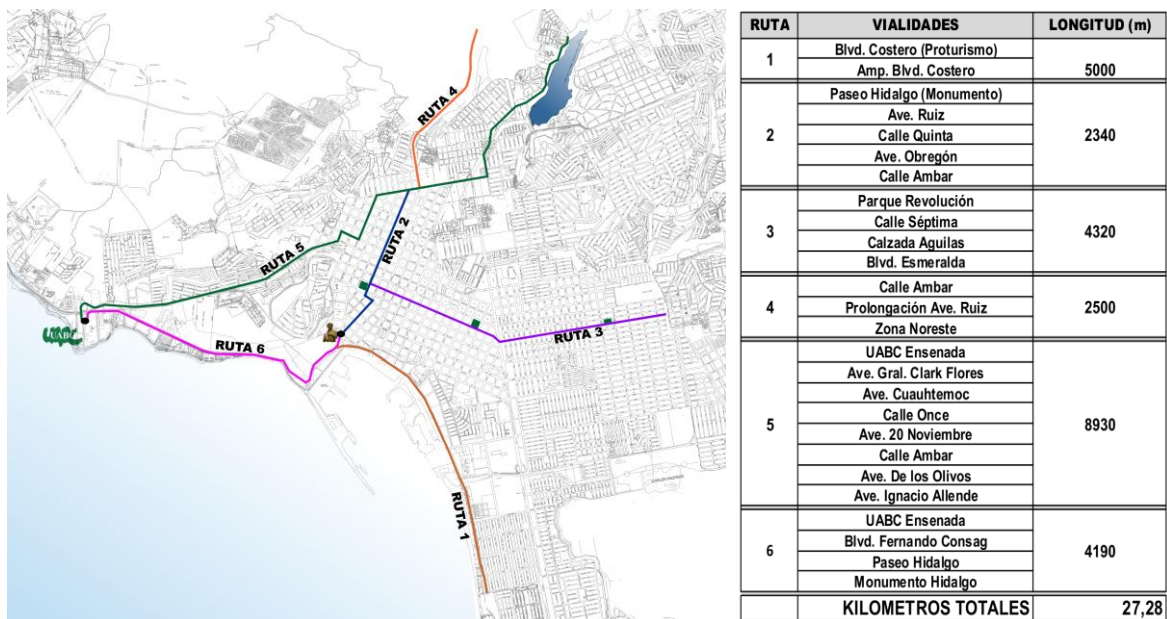 RUTA 4
RUTA 2
RUTA 5
RUTA 3
RUTA 6
RUTA 1
UABC
RUTA VIALIDADES LONGITUD (m)
1 Blvd. Costero (Proturismo)
Amp. Blvd. Costero 5000
Paseo Hidalgo (Monumento)
Ave. Ruiz
2 Calle Quinta 2340
Ave. Obregón
Calle Ambar
Parque Revolución
3 Calle Séptima 4320
Calzada Aguilas
Blvd. Esmeralda
Calle Ambar
4 Prolongación Ave. Ruiz 2500
Zona Noreste
UABC Ensenada
Ave. Gral. Clark Flores
Ave. Cuauhtemoc
5 Calle Once 8930
Ave. 20 Noviembre
Calle Ambar
Ave. De los Olivos
Ave. Ignacio Allende
UABC Ensenada
6 Blvd. Fernando Consag 4190
Paseo Hidalgo
Monumento Hidalgo
KILOMETROS TOTALES 27,28